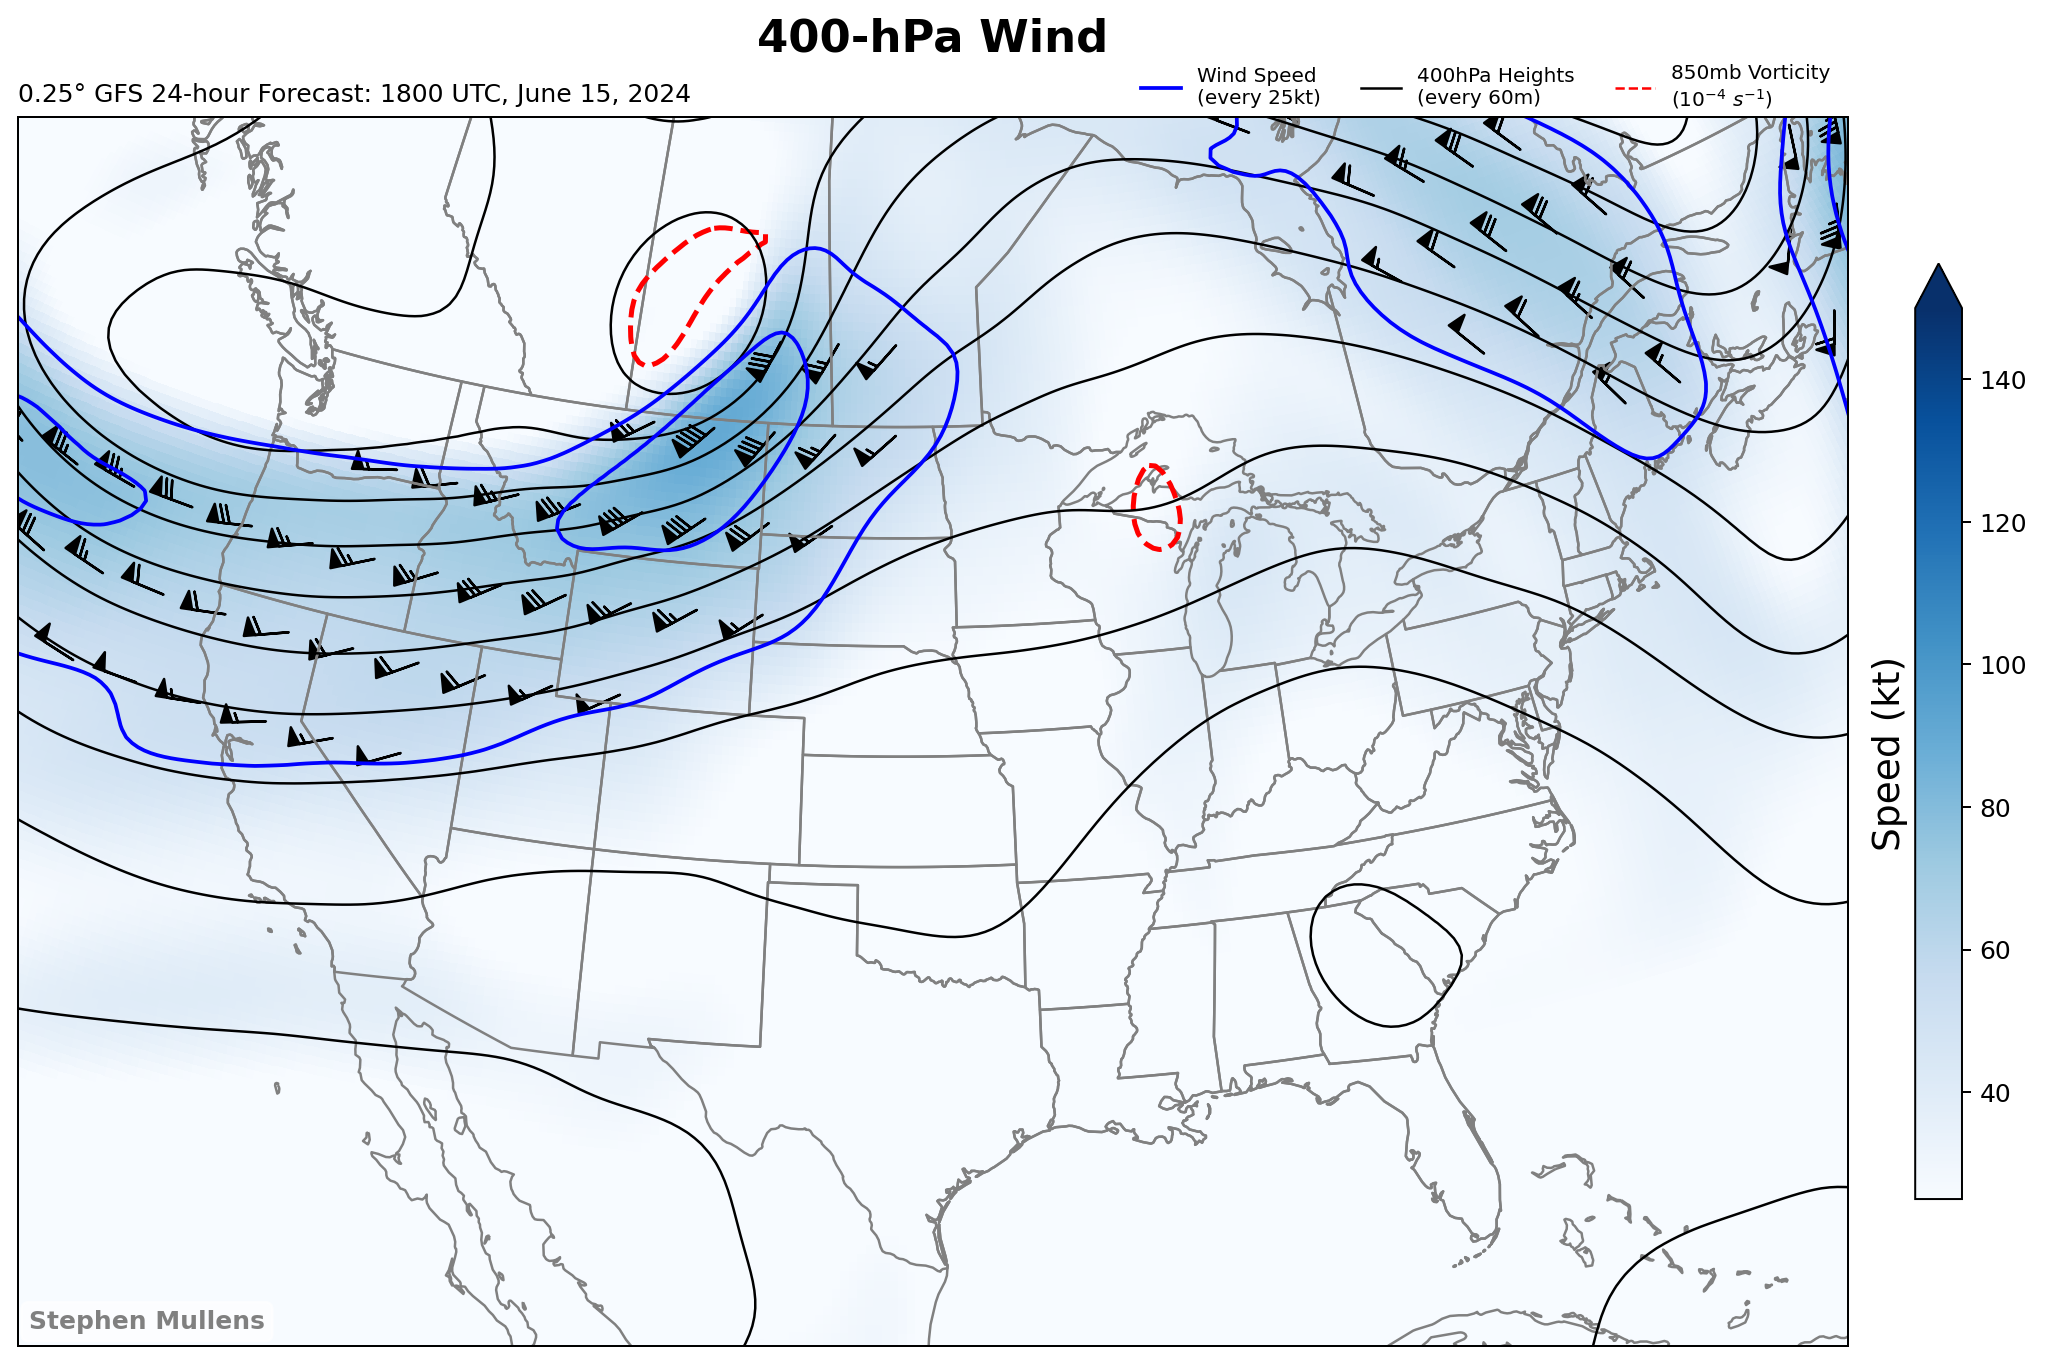 400-hPa Wind
0.25° GFS 24-hour Forecast: 1800 UTC, June 15, 2024
Wind Speed
(every 25kt)
400hPa Heights
(every 60m)
850mb Vorticity
(10⁻⁴ s⁻¹)
140
120
100
80
60
40
Speed (kt)
Stephen Mullens